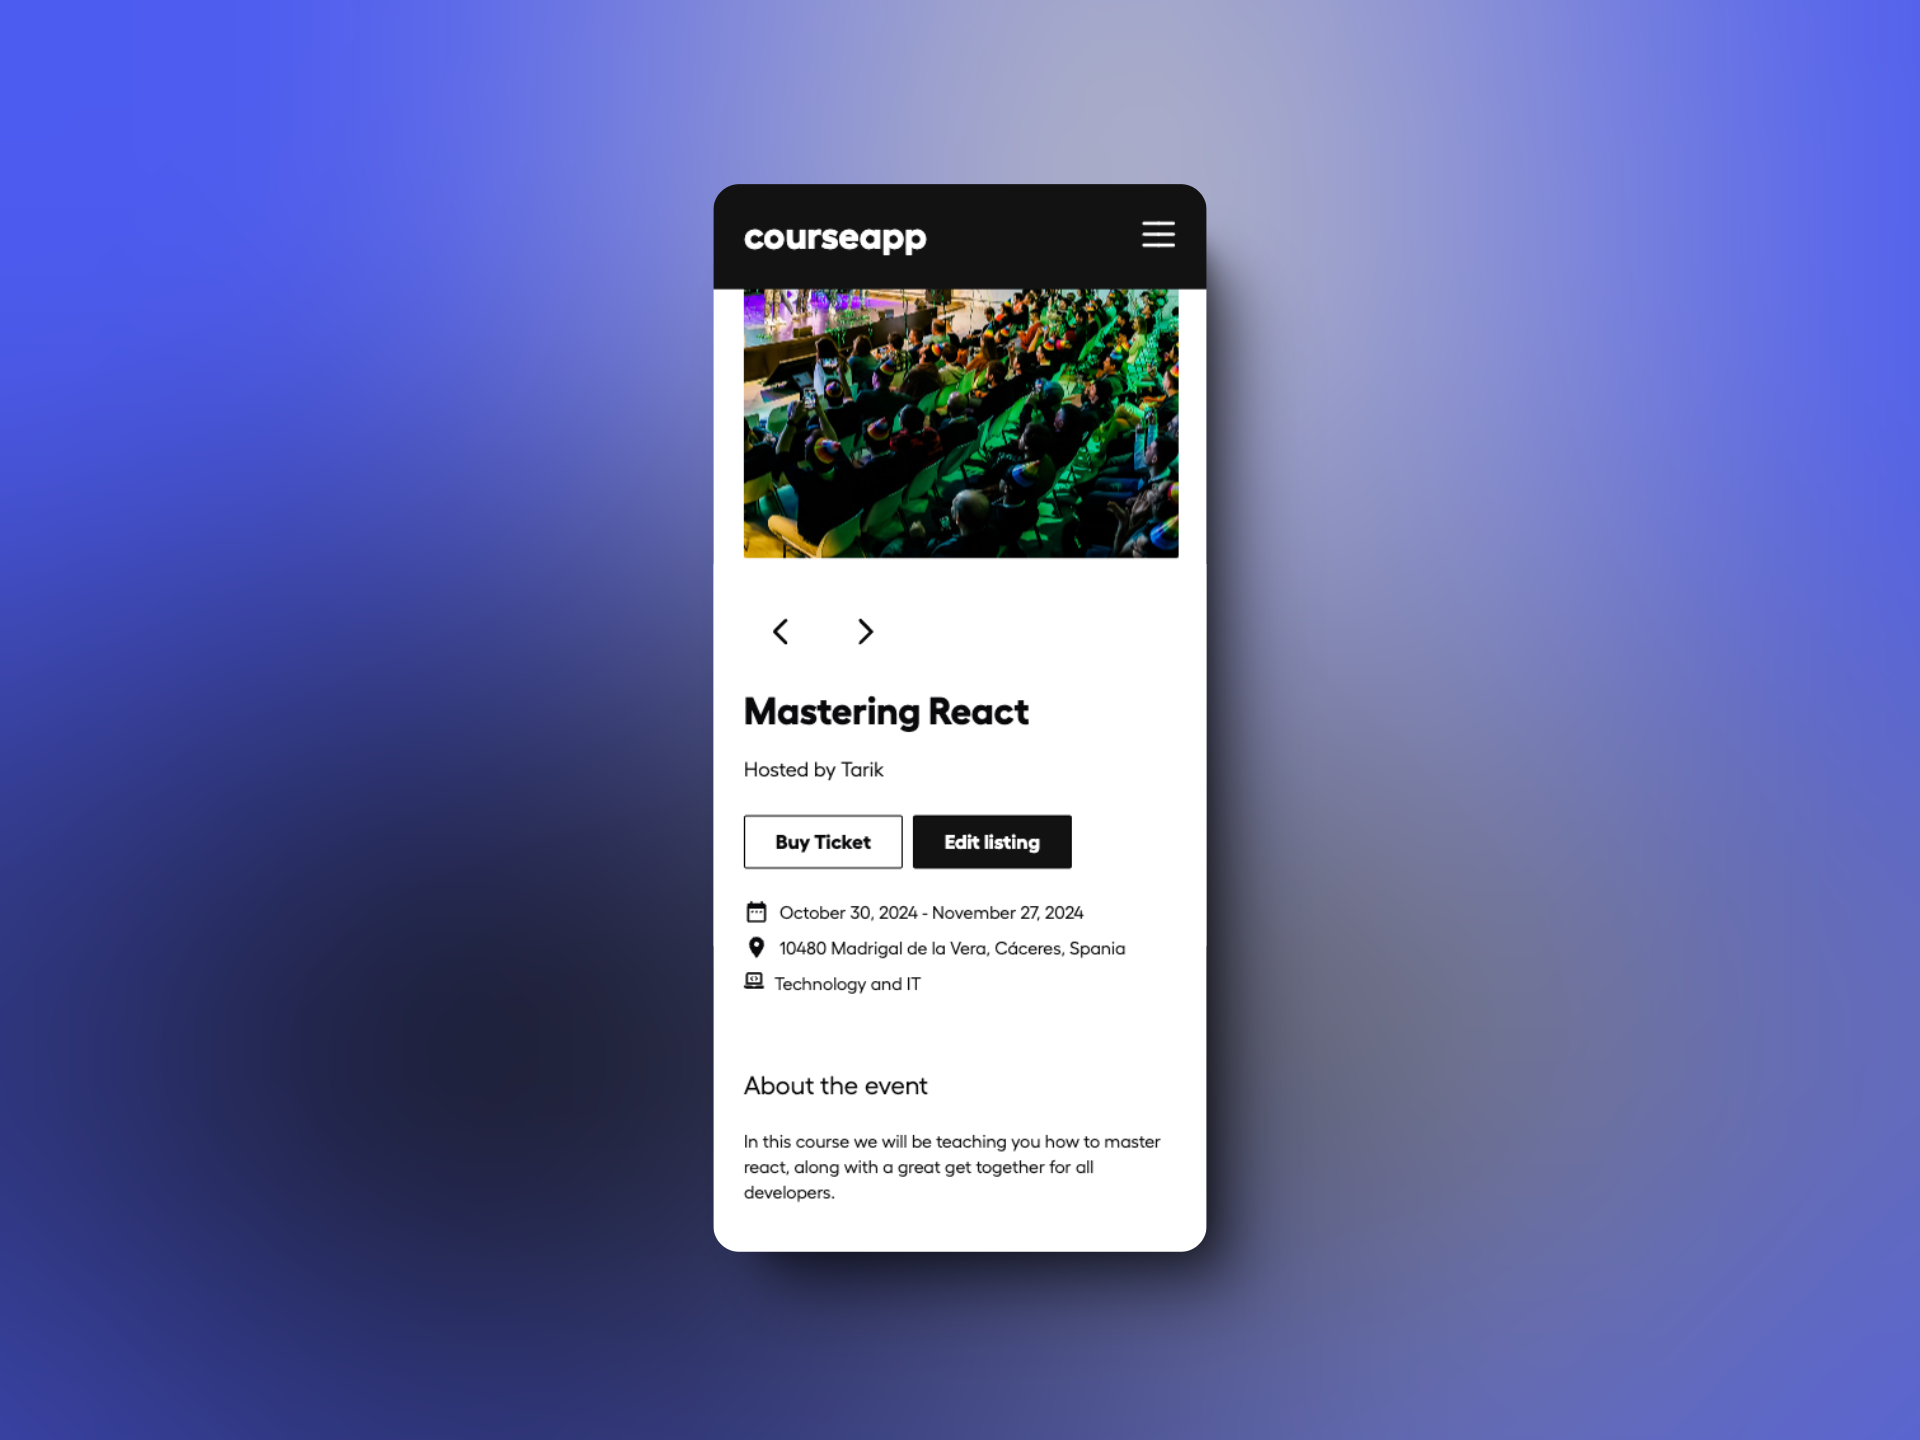 courseapp
Mastering React
Hosted by Tarik
Buy Ticket
Edit listing
October 30, 2024 - November 27, 2024
10480 Madrigal de la Vera, Cáceres, Spania
Technology and IT
About the event
In this course we will be teaching you how to master
react, along with a great get together for all
developers.